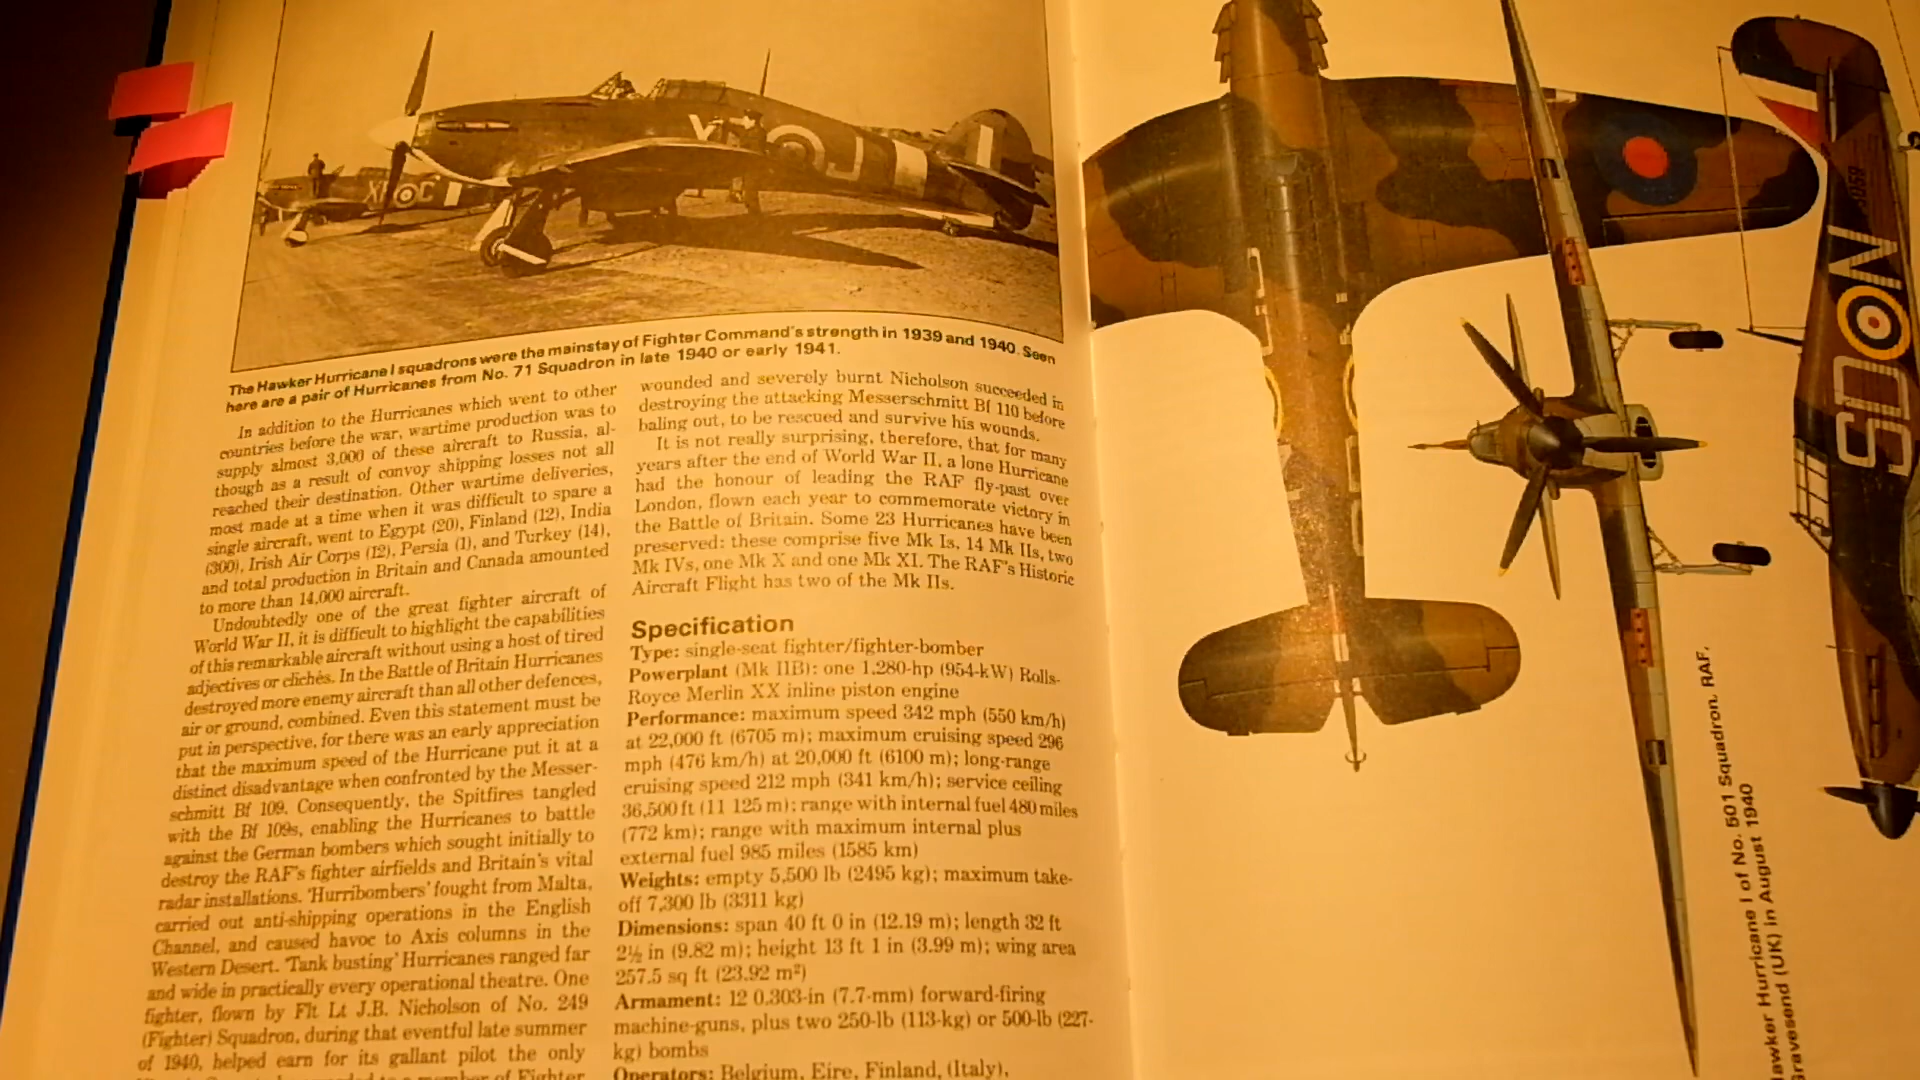 XR C
X J
The Hawker Hurricane I squadrons were the mainstay of Fighter Command's strength in 1939 and 1940. Seen
here are a pair of Hurricanes from No. 71 Squadron in late 1940 or early 1941.
In addition to the Hurricanes which went to other
countries before the war, wartime production was to
supply almost 3,000 of these aircraft to Russia, al-
though as a result of convoy shipping losses not all
reached their destination. Other wartime deliveries,
most made at a time when it was difficult to spare a
single aircraft, went to Egypt (20), Finland (12), India
(300), Irish Air Corps (12), Persia (1), and Turkey (14),
and total production in Britain and Canada amounted
to more than 14,000 aircraft.
Undoubtedly one of the great fighter aircraft of
World War II, it is difficult to highlight the capabilities
of this remarkable aircraft without using a host of tired
adjectives or clichés. In the Battle of Britain Hurricanes
destroyed more enemy aircraft than all other defences,
air or ground, combined. Even this statement must be
put in perspective, for there was an early appreciation
that the maximum speed of the Hurricane put it at a
distinct disadvantage when confronted by the Messer-
schmitt Bf 109. Consequently, the Spitfires tangled
with the Bf 109s, enabling the Hurricanes to battle
against the German bombers which sought initially to
destroy the RAF's fighter airfields and Britain's vital
radar installations. 'Hurribombers' fought from Malta,
carried out anti-shipping operations in the English
Channel, and caused havoc to Axis columns in the
Western Desert. 'Tank busting' Hurricanes ranged far
and wide in practically every operational theatre. One
fighter, flown by Flt Lt J.B. Nicholson of No. 249
(Fighter) Squadron, during that eventful late summer
of 1940, helped earn for its gallant pilot the only
member of Fighter
wounded and severely burnt Nicholson succeeded in
destroying the attacking Messerschmitt Bf 110 before
baling out, to be rescued and survive his wounds.
It is not really surprising, therefore, that for many
years after the end of World War II, a lone Hurricane
had the honour of leading the RAF fly-past over
London, flown each year to commemorate victory in
the Battle of Britain. Some 23 Hurricanes have been
preserved: these comprise five Mk Is, 14 Mk IIs, two
Mk IVs, one Mk X and one Mk XI. The RAF's Historic
Aircraft Flight has two of the Mk IIs.
Specification
Type: single-seat fighter/fighter-bomber
Powerplant (Mk IIB): one 1,280-hp (954-kW) Rolls-
Royce Merlin XX inline piston engine
Performance: maximum speed 342 mph (550 km/h)
at 22,000 ft (6705 m); maximum cruising speed 296
mph (476 km/h) at 20,000 ft (6100 m); long-range
cruising speed 212 mph (341 km/h); service ceiling
36,500 ft (11 125 m); range with internal fuel 480 miles
(772 km); range with maximum internal plus
external fuel 985 miles (1585 km)
Weights: empty 5,500 lb (2495 kg); maximum take-
off 7,300 lb (3311 kg)
Dimensions: span 40 ft 0 in (12.19 m); length 32 ft
2½ in (9.82 m); height 13 ft 1 in (3.99 m); wing area
257.5 sq ft (23.92 m²)
Armament: 12 0.303-in (7.7-mm) forward-firing
machine-guns, plus two 250-lb (113-kg) or 500-lb (227-
kg) bombs
Operators: Belgium, Eire, Finland, (Italy),
SD N
Hawker Hurricane I of No. 501 Squadron, RAF,
Gravesend (UK) in August 1940